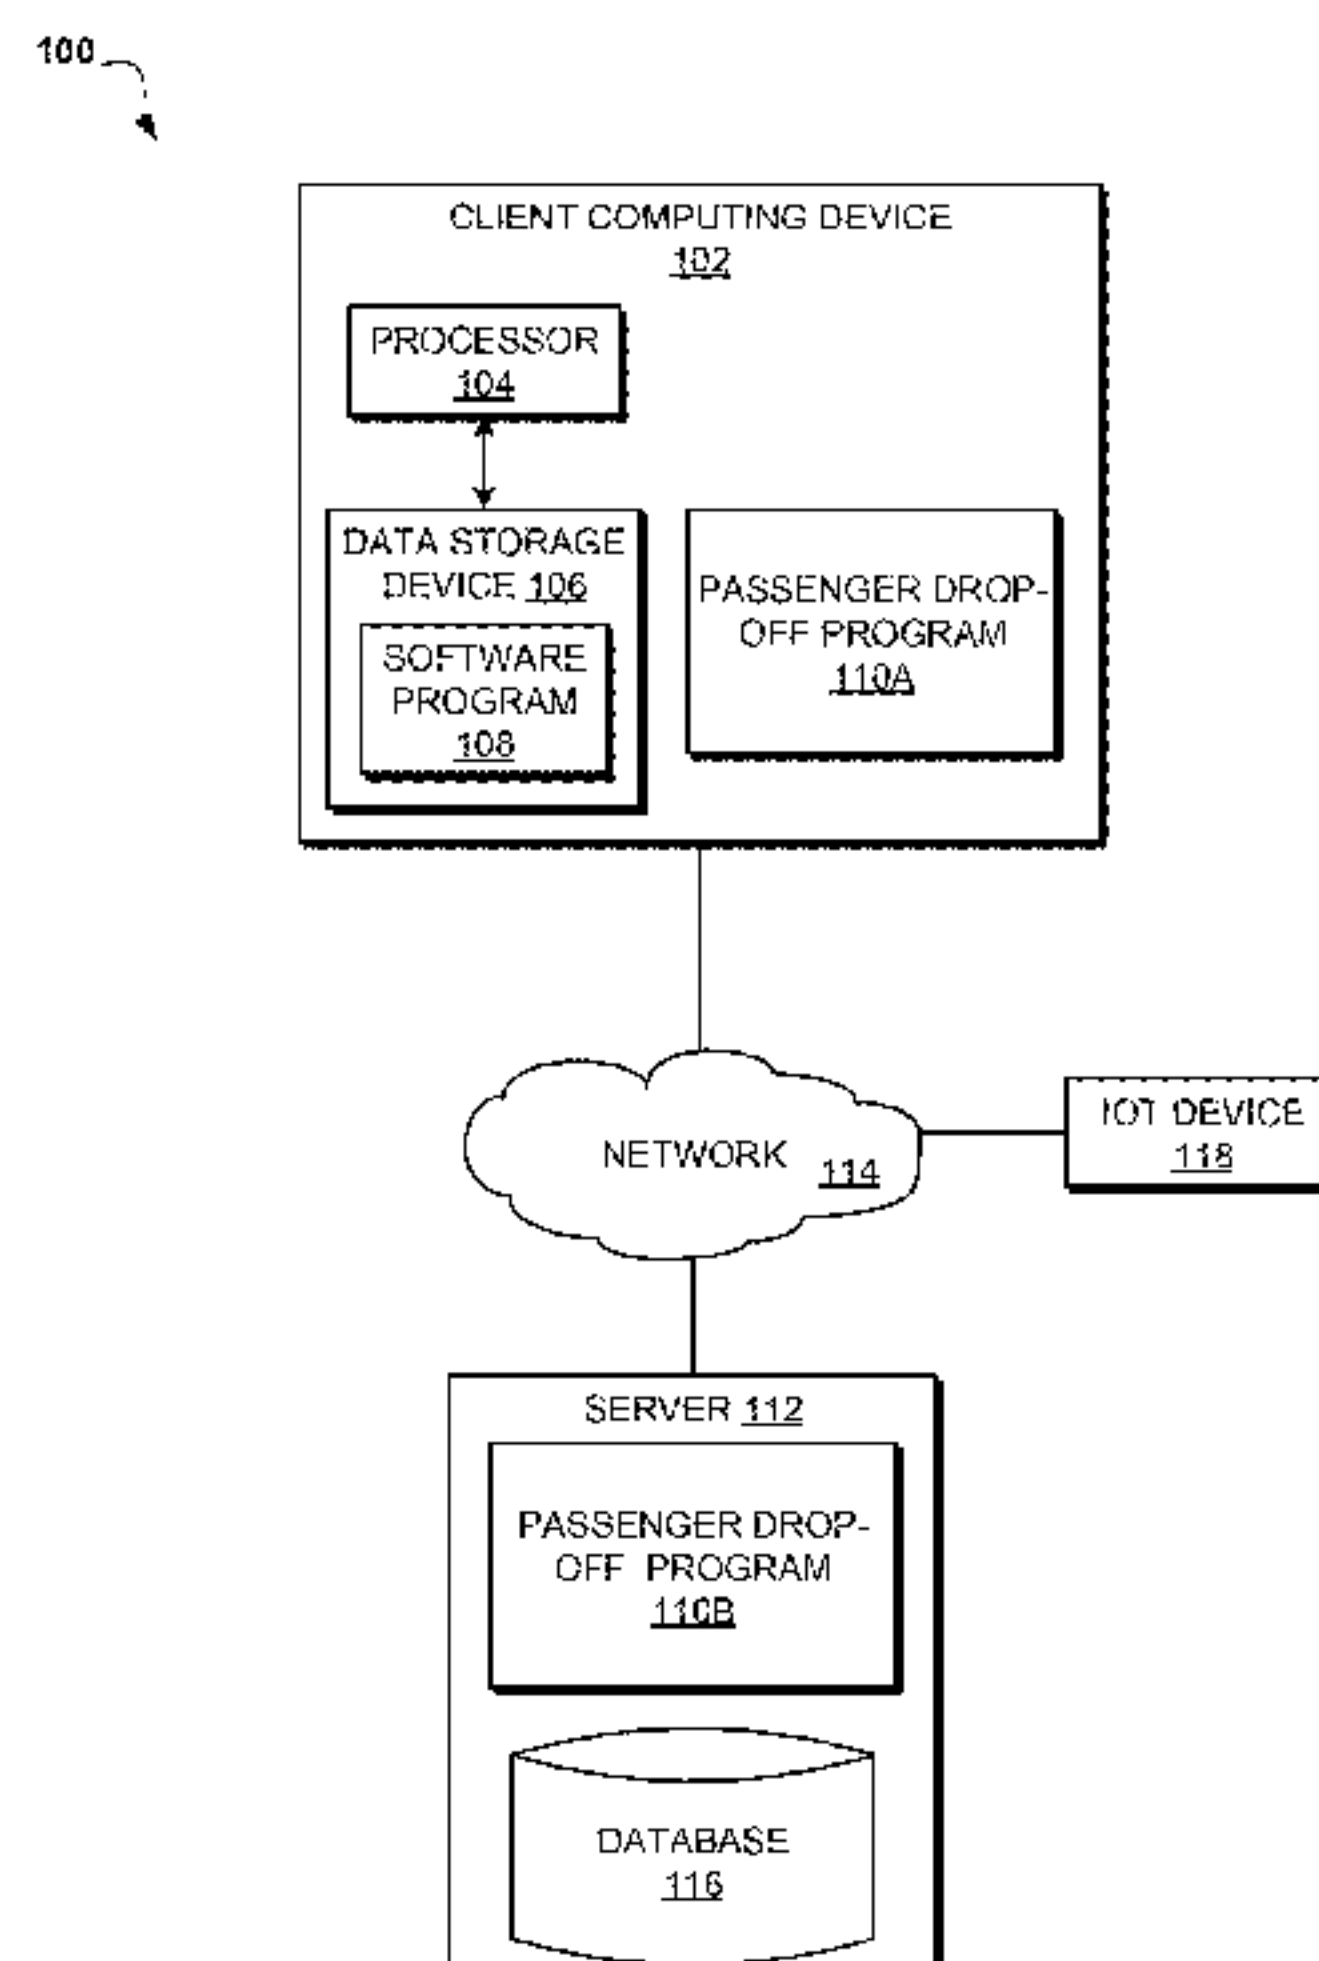 100
CLIENT COMPUTING DEVICE
102
PROCESSOR
104
DATA STORAGE
DEVICE 106
SOFTWARE
PROGRAM
108
PASSENGER DROP-
OFF PROGRAM
110A
NETWORK 114
IOT DEVICE
118
SERVER 112
PASSENGER DROP-
OFF PROGRAM
110B
DATABASE
116